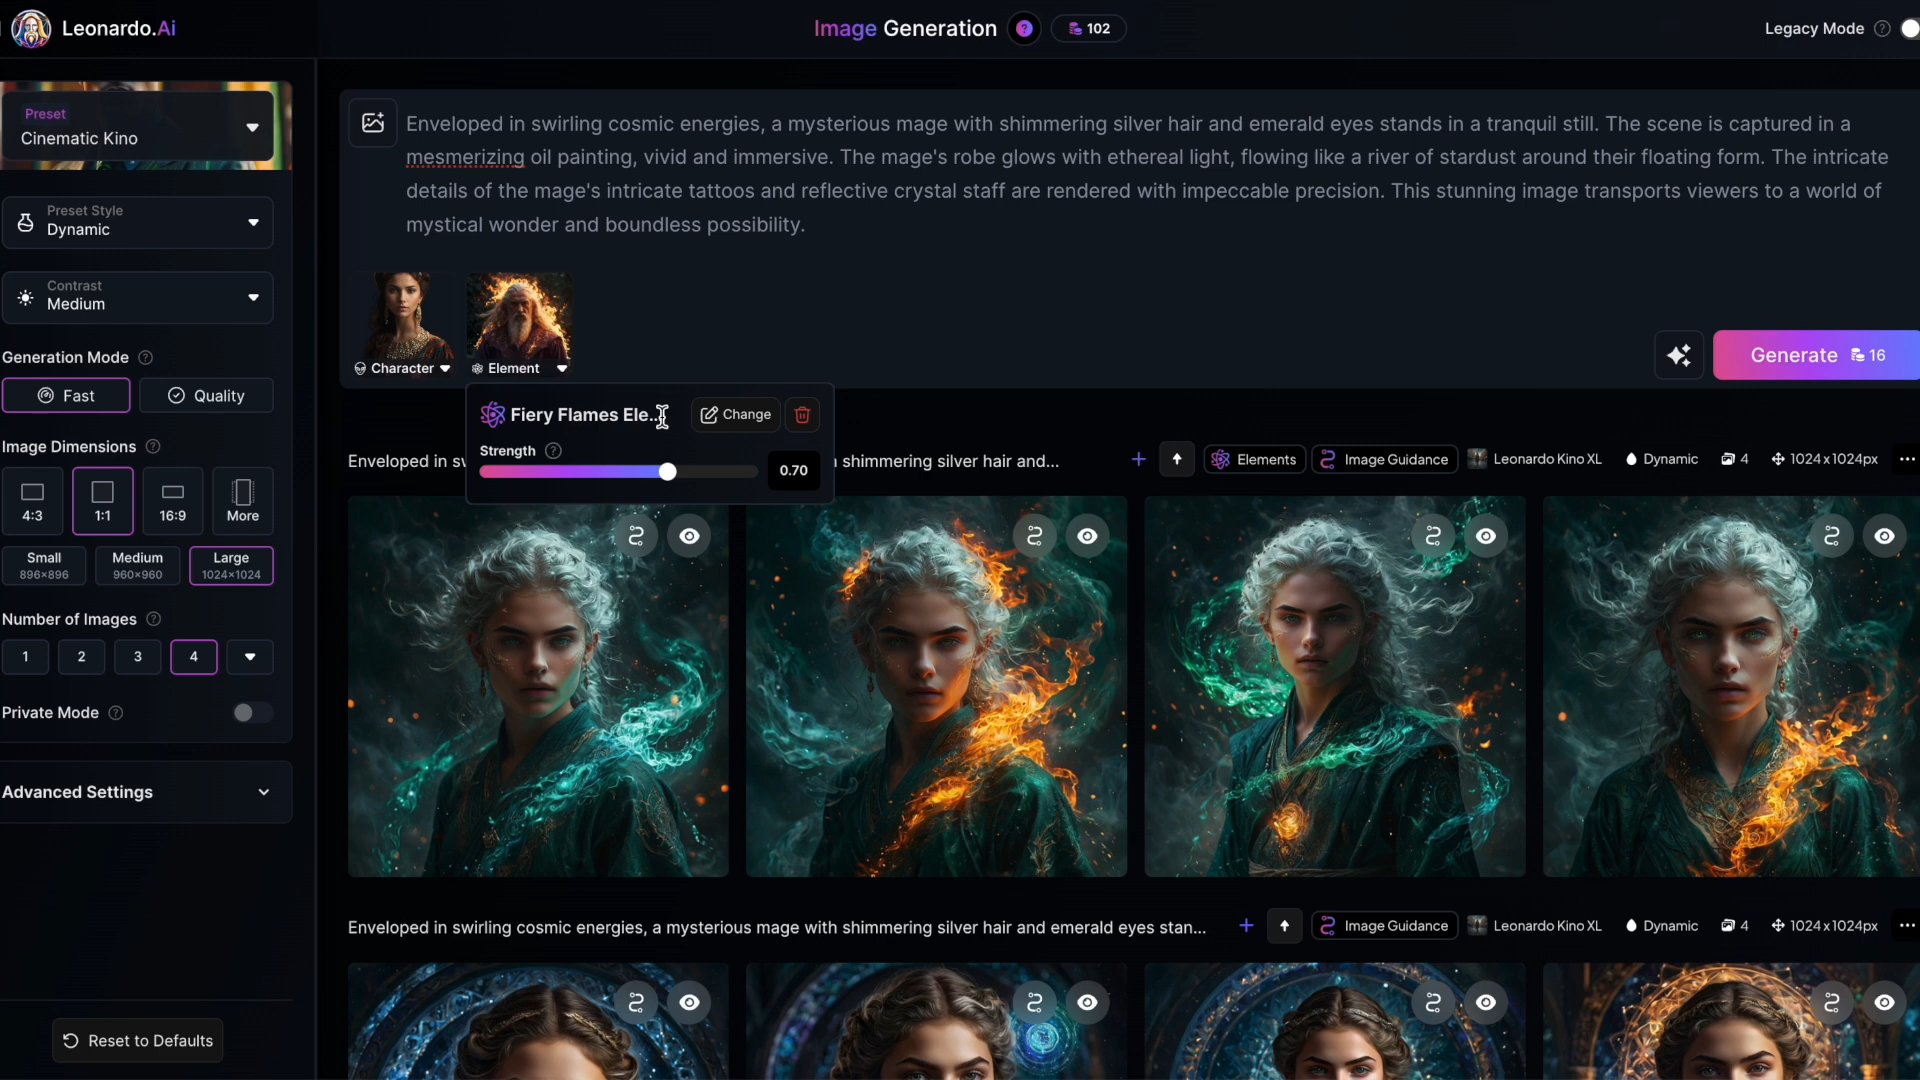 Leonardo.Ai
Image Generation
?
102
Legacy Mode ?
Preset
Cinematic Kino
Preset Style
Dynamic
Contrast
Medium
Generation Mode ?
Fast
Quality
Image Dimensions ?
4:3
1:1
16:9
More
Small
896×896
Medium
960×960
Large
1024×1024
Number of Images ?
1
2
3
4
Private Mode ?
Advanced Settings
Reset to Defaults
Enveloped in swirling cosmic energies, a mysterious mage with shimmering silver hair and emerald eyes stands in a tranquil still. The scene is captured in a
mesmerizing oil painting, vivid and immersive. The mage's robe glows with ethereal light, flowing like a river of stardust around their floating form. The intricate
details of the mage's intricate tattoos and reflective crystal staff are rendered with impeccable precision. This stunning image transports viewers to a world of
mystical wonder and boundless possibility.
Character
Element
Generate 16
Fiery Flames Ele...
Change
Strength ?
0.70
Enveloped in sw
shimmering silver hair and...
Elements
Image Guidance
Leonardo Kino XL
Dynamic
4
1024x1024px
Enveloped in swirling cosmic energies, a mysterious mage with shimmering silver hair and emerald eyes stan...
Image Guidance
Leonardo Kino XL
Dynamic
4
1024x1024px